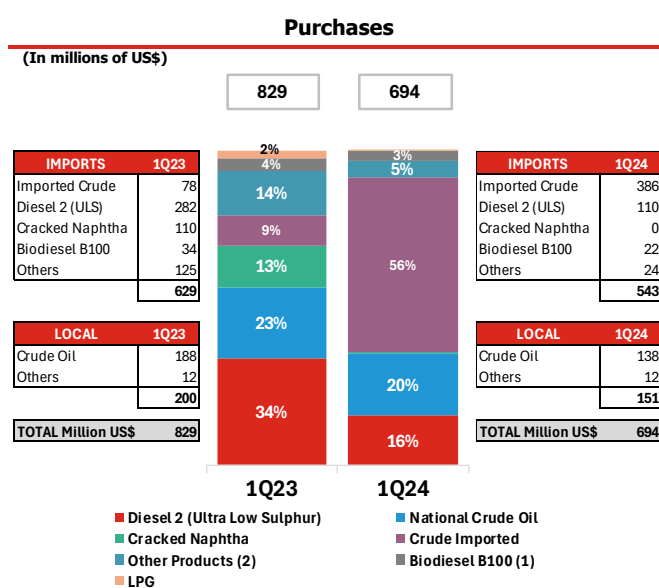 Purchases
(In millions of US$)
829 694
IMPORTS 1Q23
Imported Crude 78
Diesel 2 (ULS) 282
Cracked Naphtha 110
Biodiesel B100 34
Others 125
629
LOCAL 1Q23
Crude Oil 188
Others 12
200
TOTAL Million US$ 829
2%
4%
14%
9%
13%
23%
34%
3%
5%
56%
20%
16%
1Q23 1Q24
IMPORTS 1Q24
Imported Crude 386
Diesel 2 (ULS) 110
Cracked Naphtha 0
Biodiesel B100 22
Others 24
543
LOCAL 1Q24
Crude Oil 138
Others 12
151
TOTAL Million US$ 694
Diesel 2 (Ultra Low Sulphur) National Crude Oil
Cracked Naphtha Crude Imported
Other Products (2) Biodiesel B100 (1)
LPG